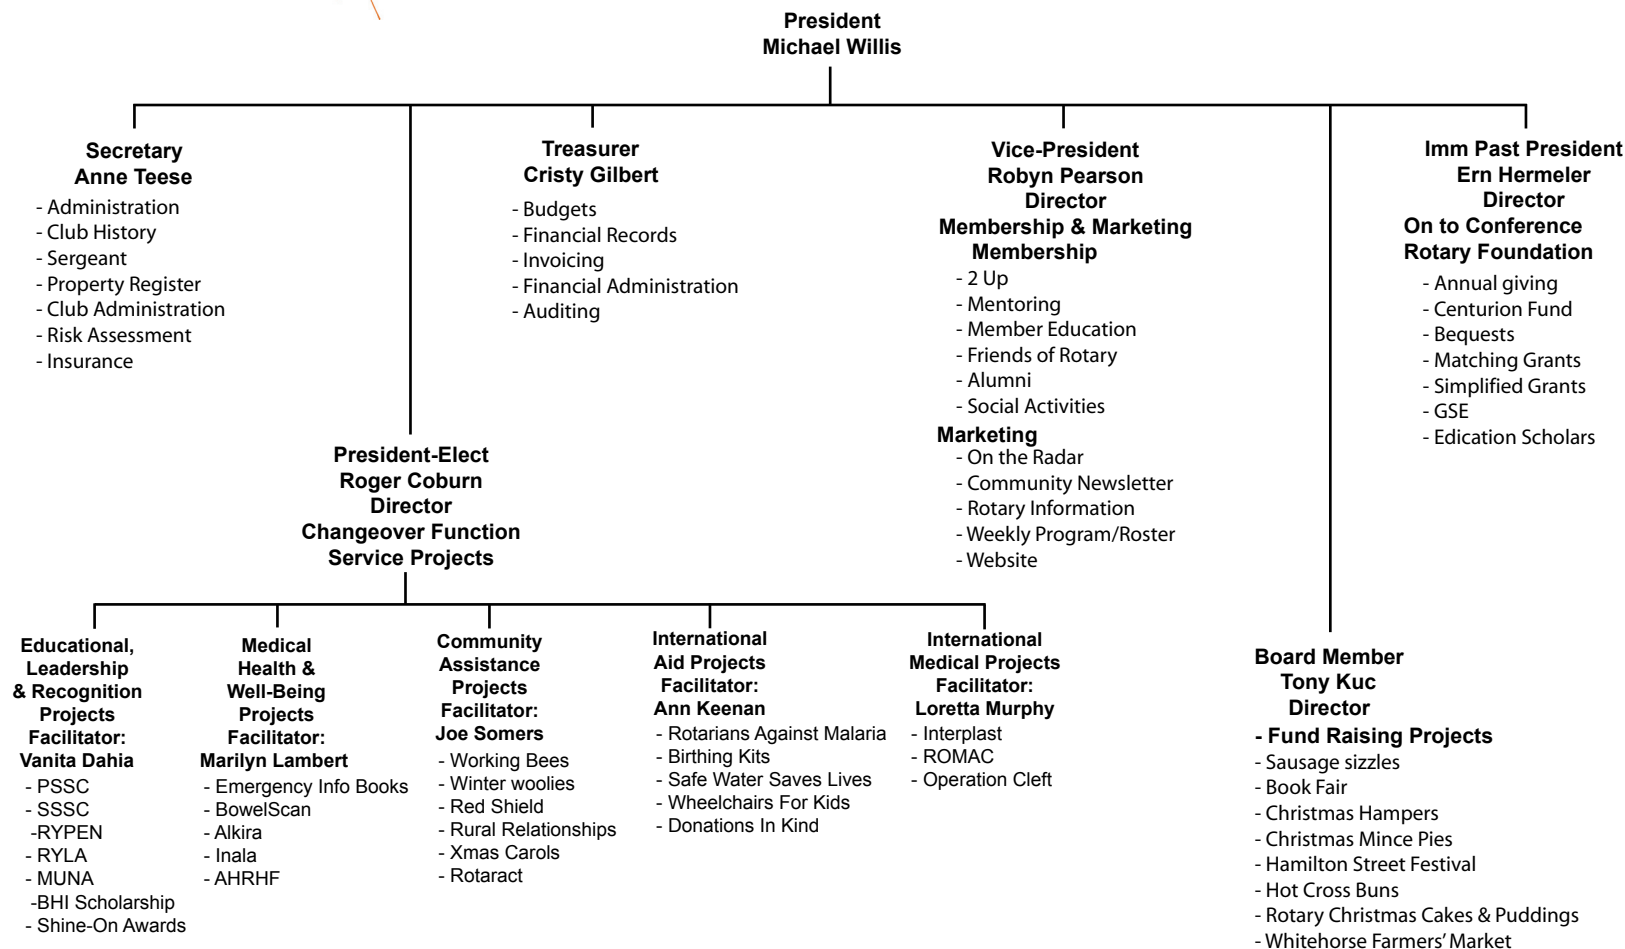 President
Michael Willis
Secretary
Anne Teese
- Administration
- Club History
- Sergeant
- Property Register
- Club Administration
- Risk Assessment
- Insurance
Treasurer
Cristy Gilbert
- Budgets
- Financial Records
- Invoicing
- Financial Administration
- Auditing
Vice-President
Robyn Pearson
Director
Membership & Marketing
Membership
- 2 Up
- Mentoring
- Member Education
- Friends of Rotary
- Alumni
- Social Activities
Marketing
- On the Radar
- Community Newsletter
- Rotary Information
- Weekly Program/Roster
- Website
Imm Past President
Ern Hermeler
Director
On to Conference
Rotary Foundation
- Annual giving
- Centurion Fund
- Bequests
- Matching Grants
- Simplified Grants
- GSE
- Edication Scholars
President-Elect
Roger Coburn
Director
Changeover Function
Service Projects
Educational,
Leadership
& Recognition
Projects
Facilitator:
Vanita Dahia
- PSSC
- SSSC
-RYPEN
- RYLA
- MUNA
-BHI Scholarship
- Shine-On Awards
Medical
Health &
Well-Being
Projects
Facilitator:
Marilyn Lambert
- Emergency Info Books
- BowelScan
- Alkira
- Inala
- AHRHF
Community
Assistance
Projects
Facilitator:
Joe Somers
- Working Bees
- Winter woolies
- Red Shield
- Rural Relationships
- Xmas Carols
- Rotaract
International
Aid Projects
Facilitator:
Ann Keenan
- Rotarians Against Malaria
- Birthing Kits
- Safe Water Saves Lives
- Wheelchairs For Kids
- Donations In Kind
International
Medical Projects
Facilitator:
Loretta Murphy
- Interplast
- ROMAC
- Operation Cleft
Board Member
Tony Kuc
Director
- Fund Raising Projects
- Sausage sizzles
- Book Fair
- Christmas Hampers
- Christmas Mince Pies
- Hamilton Street Festival
- Hot Cross Buns
- Rotary Christmas Cakes & Puddings
- Whitehorse Farmers' Market